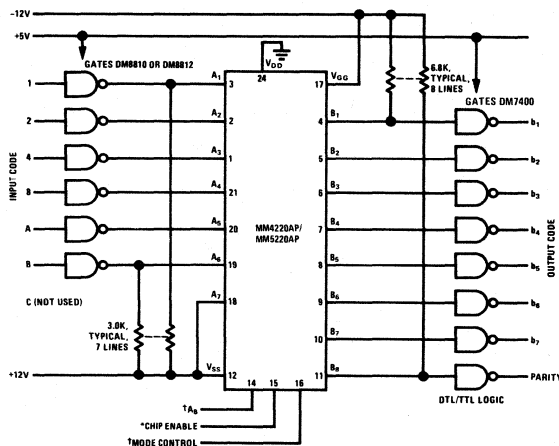 -12V
+5V
GATES DM8810 OR DM8812
VDD
24
VGG
17
6.8K,
TYPICAL,
8 LINES
GATES DM7400
INPUT CODE
1
A1
3
2
A2
2
4
A3
1
8
A4
21
A
A5
20
B
A6
19
C (NOT USED)
A7
18
3.0K,
TYPICAL,
7 LINES
+12V
VSS
12
MM4220AP/
MM5220AP
4
B1
b1
5
B2
b2
6
B3
b3
7
B4
b4
8
B5
b5
9
B6
b6
10
B7
b7
11
B8
PARITY
OUTPUT CODE
DTL/TTL LOGIC
14
15
16
†A8
*CHIP ENABLE
†MODE CONTROL